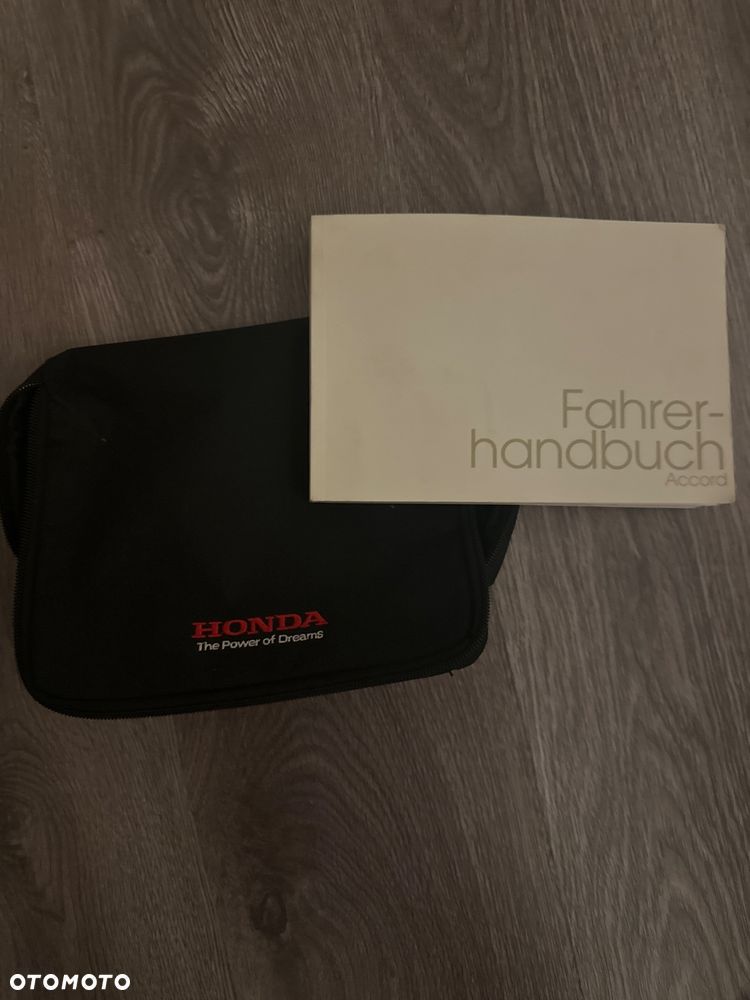 Fahrer-
handbuch
Accord
HONDA
The Power of Dreams
OTOMOTO